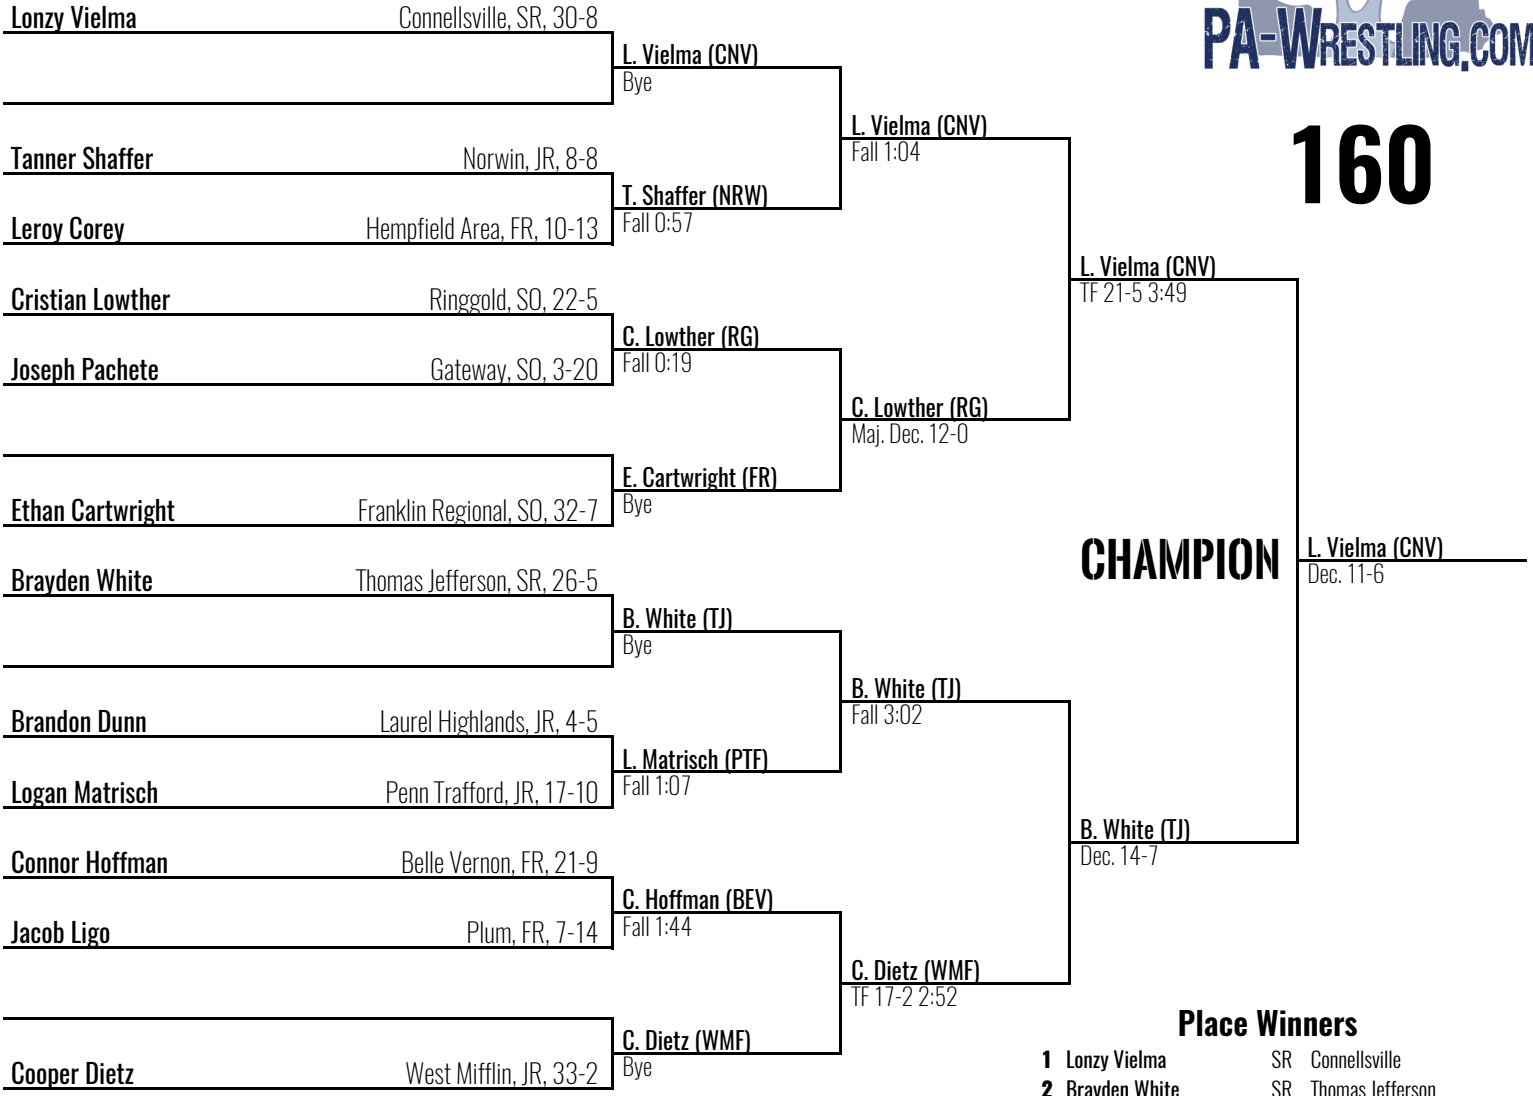 PA-WRESTLING.COM
160
Lonzy Vielma Connellsville, SR, 30-8
L. Vielma (CNV)
Bye
L. Vielma (CNV)
Fall 1:04
Tanner Shaffer Norwin, JR, 8-8
T. Shaffer (NRW)
Fall 0:57
Leroy Corey Hempfield Area, FR, 10-13
L. Vielma (CNV)
TF 21-5 3:49
Cristian Lowther Ringgold, SO, 22-5
C. Lowther (RG)
Fall 0:19
Joseph Pachete Gateway, SO, 3-20
C. Lowther (RG)
Maj. Dec. 12-0
E. Cartwright (FR)
Bye
Ethan Cartwright Franklin Regional, SO, 32-7
CHAMPION
L. Vielma (CNV)
Dec. 11-6
Brayden White Thomas Jefferson, SR, 26-5
B. White (TJ)
Bye
B. White (TJ)
Fall 3:02
Brandon Dunn Laurel Highlands, JR, 4-5
L. Matrisch (PTF)
Fall 1:07
Logan Matrisch Penn Trafford, JR, 17-10
B. White (TJ)
Dec. 14-7
Connor Hoffman Belle Vernon, FR, 21-9
C. Hoffman (BEV)
Fall 1:44
Jacob Ligo Plum, FR, 7-14
C. Dietz (WMF)
TF 17-2 2:52
C. Dietz (WMF)
Bye
Cooper Dietz West Mifflin, JR, 33-2
Place Winners
1 Lonzy Vielma SR Connellsville
2 Brayden White SR Thomas Jefferson